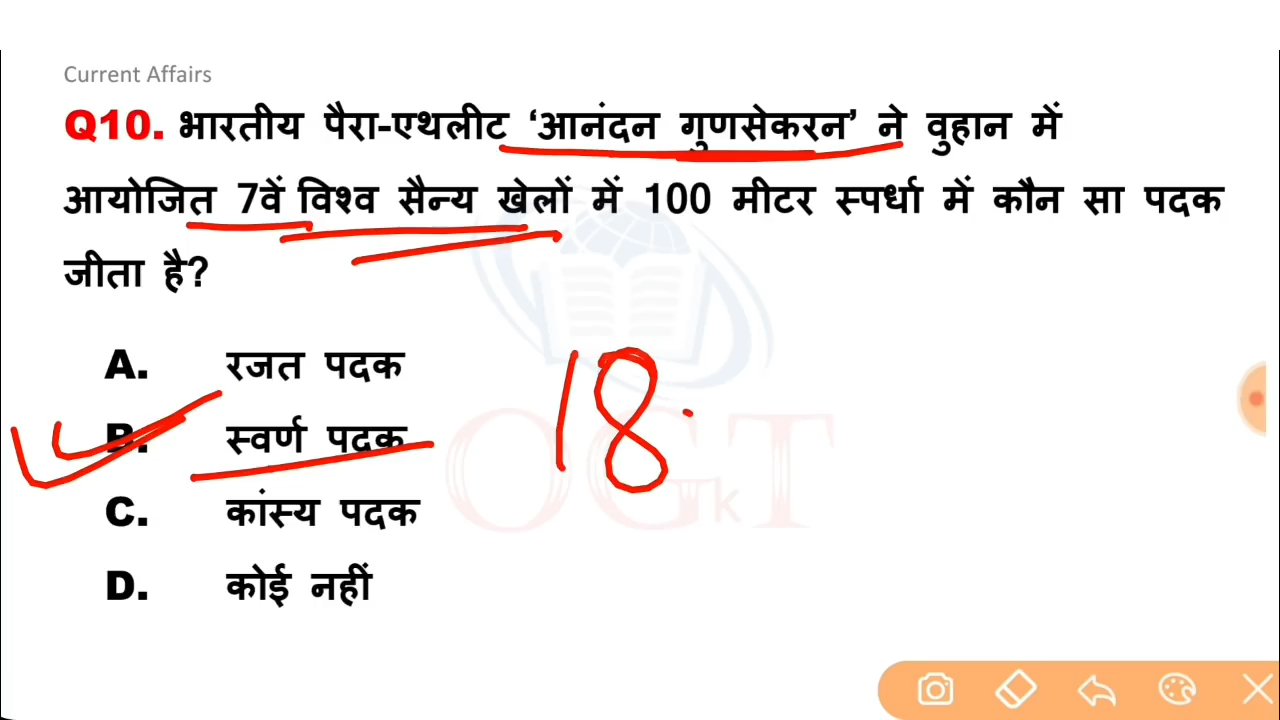 Current Affairs
Q10. भारतीय पैरा-एथलीट ‘आनंदन गुणसेकरन’ ने वुहान में
आयोजित 7वें विश्व सैन्य खेलों में 100 मीटर स्पर्धा में कौन सा पदक
जीता है?
A. रजत पदक
B. स्वर्ण पदक
C. कांस्य पदक
D. कोई नहीं
18.
OGkT